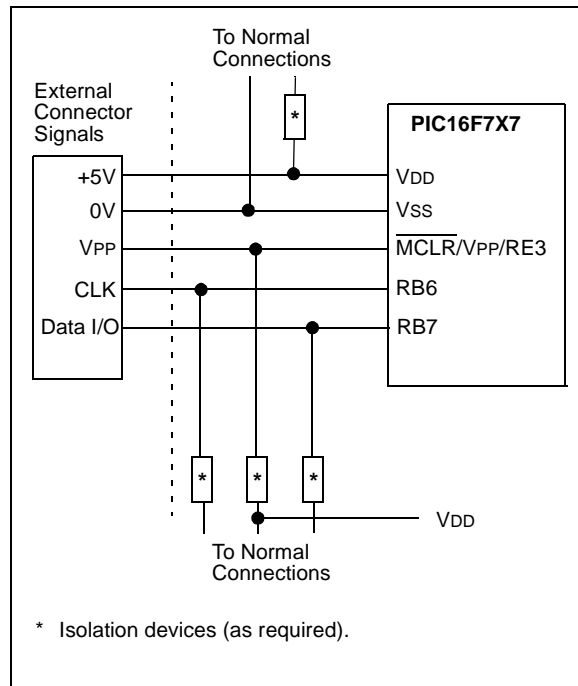 To Normal
Connections
External
Connector
Signals
PIC16F7X7
*
+5V
VDD
0V
VSS
VPP
MCLR/VPP/RE3
CLK
RB6
Data I/O
RB7
* * *
VDD
To Normal
Connections
* Isolation devices (as required).